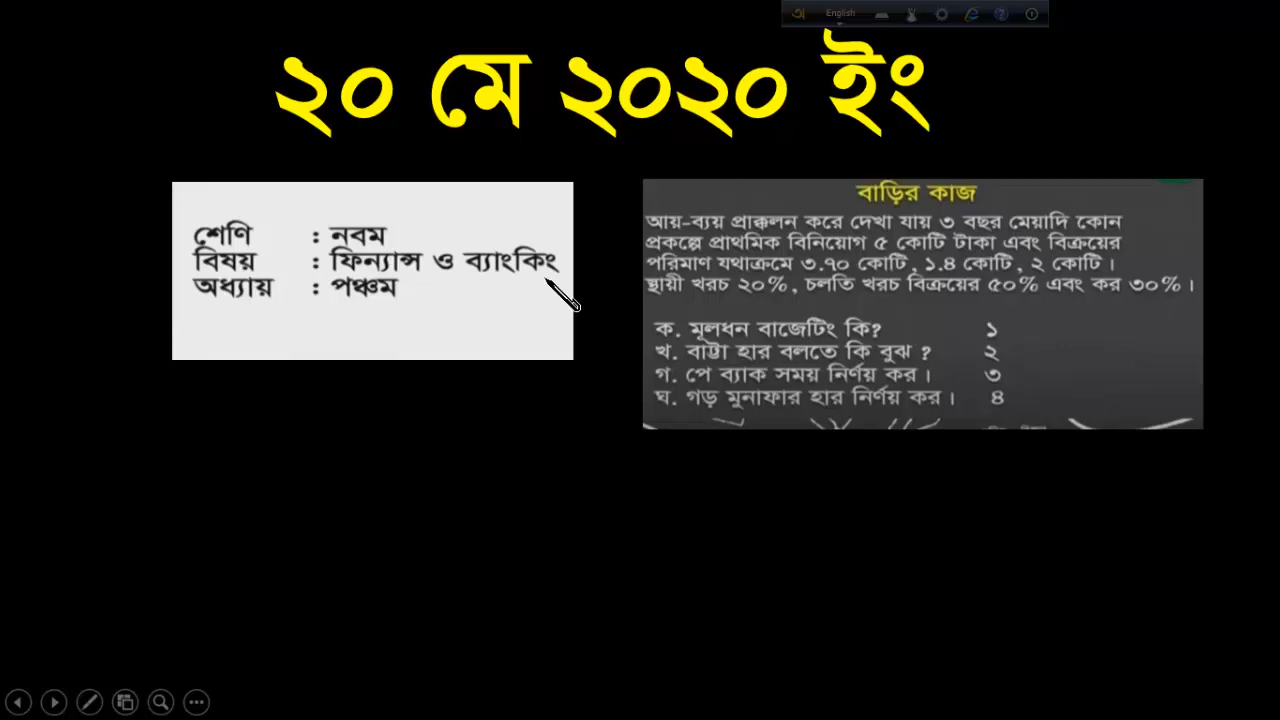 English
২০ মে ২০২০ ইং
শ্রেণি : নবম
বিষয় : ফিন্যান্স ও ব্যাংকিং
অধ্যায় : পঞ্চম
বাড়ির কাজ
আয়-ব্যয় প্রাক্কলন করে দেখা যায় ৩ বছর মেয়াদি কোন
প্রকল্পে প্রাথমিক বিনিয়োগ ৫ কোটি টাকা এবং বিক্রয়ের
পরিমাণ যথাক্রমে ৩.৭০ কোটি, ১.৪ কোটি, ২ কোটি।
স্থায়ী খরচ ২০%, চলতি খরচ বিক্রয়ের ৫০% এবং কর ৩০%।
ক. মূলধন বাজেটিং কি? ১
খ. বাট্টা হার বলতে কি বুঝ ? ২
গ. পে ব্যাক সময় নির্ণয় কর। ৩
ঘ. গড় মুনাফার হার নির্ণয় কর। ৪